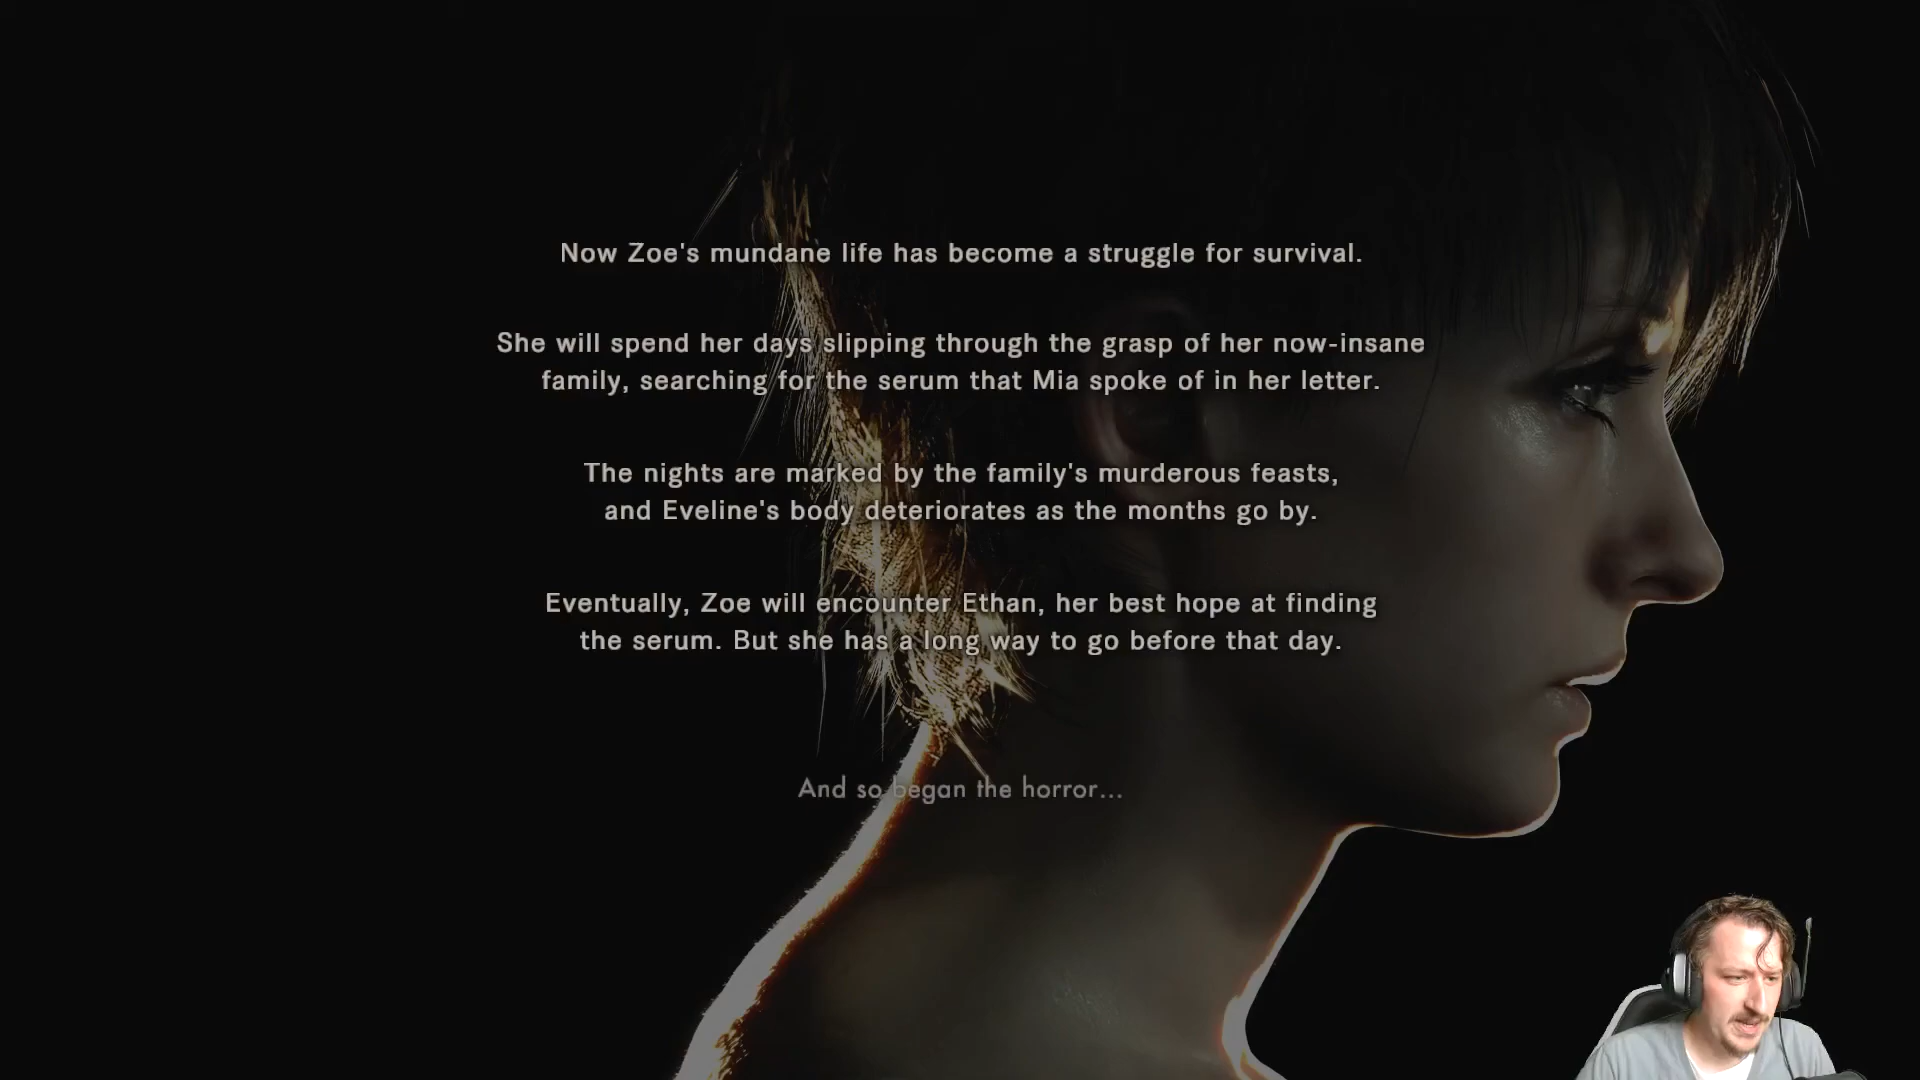 Now Zoe's mundane life has become a struggle for survival.
She will spend her days slipping through the grasp of her now-insane
family, searching for the serum that Mia spoke of in her letter.
The nights are marked by the family's murderous feasts,
and Eveline's body deteriorates as the months go by.
Eventually, Zoe will encounter Ethan, her best hope at finding
the serum. But she has a long way to go before that day.
And so began the horror...